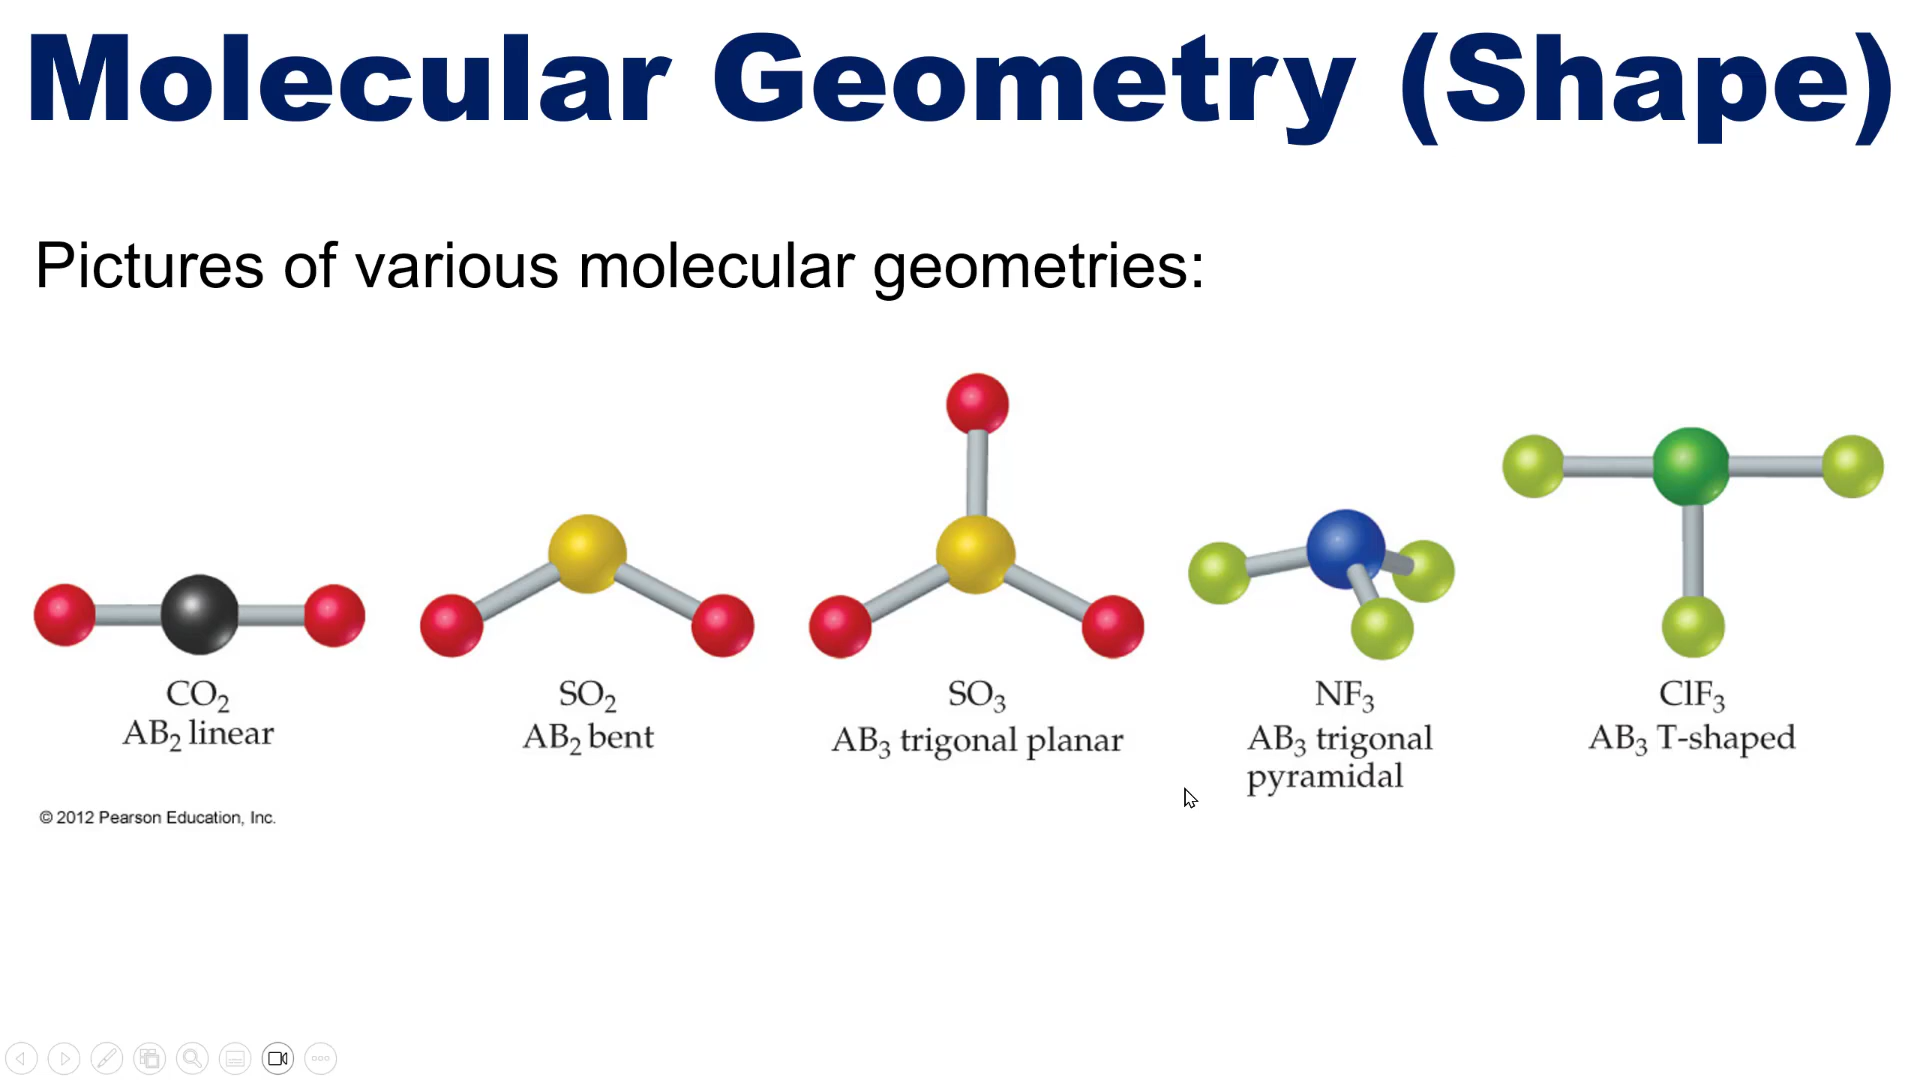 Molecular Geometry (Shape)
Pictures of various molecular geometries:
CO₂
AB₂ linear
SO₂
AB₂ bent
SO₃
AB₃ trigonal planar
NF₃
AB₃ trigonal
pyramidal
ClF₃
AB₃ T-shaped
© 2012 Pearson Education, Inc.